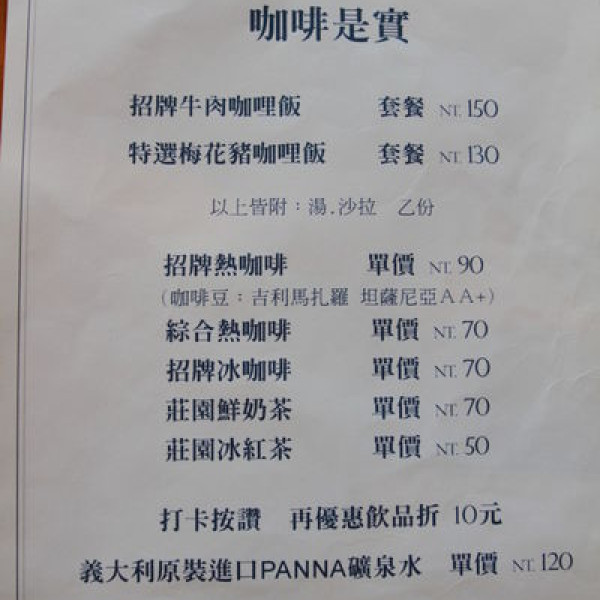 咖啡是實
招牌牛肉咖哩飯 套餐 NT. 150
特選梅花豬咖哩飯 套餐 NT. 130
以上皆附：湯.沙拉 乙份
招牌熱咖啡 單價 NT. 90
（咖啡豆：吉利馬扎羅 坦薩尼亞AA+）
綜合熱咖啡 單價 NT. 70
招牌冰咖啡 單價 NT. 70
莊園鮮奶茶 單價 NT. 70
莊園冰紅茶 單價 NT. 50
打卡按讚 再優惠飲品折 10元
義大利原裝進口PANNA礦泉水 單價 NT. 120